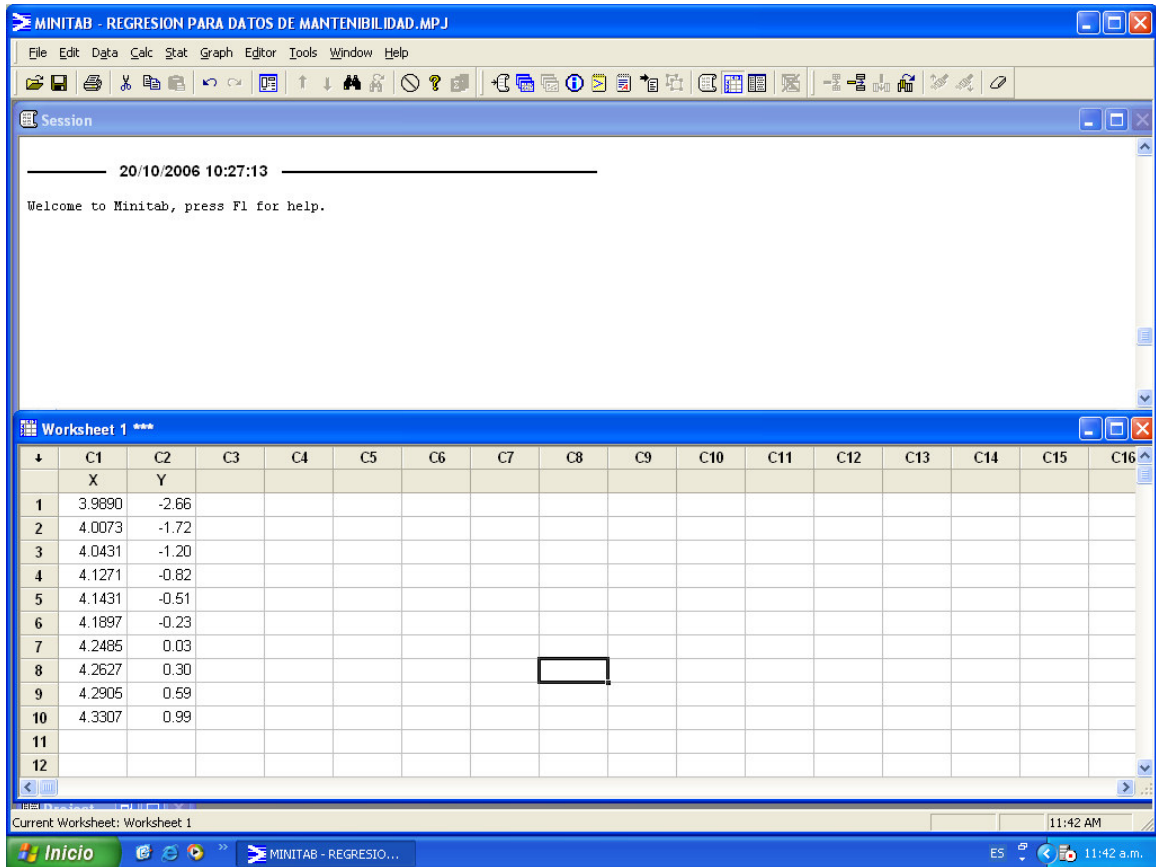 MINITAB - REGRESION PARA DATOS DE MANTENIBILIDAD.MPJ
File Edit Data Calc Stat Graph Editor Tools Window Help
Session
20/10/2006 10:27:13
Welcome to Minitab, press F1 for help.
Worksheet 1 ***
C1 C2 C3 C4 C5 C6 C7 C8 C9 C10 C11 C12 C13 C14 C15 C16
X Y
1 3.9890 -2.66
2 4.0073 -1.72
3 4.0431 -1.20
4 4.1271 -0.82
5 4.1431 -0.51
6 4.1897 -0.23
7 4.2485 0.03
8 4.2627 0.30
9 4.2905 0.59
10 4.3307 0.99
11
12
Current Worksheet: Worksheet 1 11:42 AM
Inicio MINITAB - REGRESIO... ES 11:42 a.m.